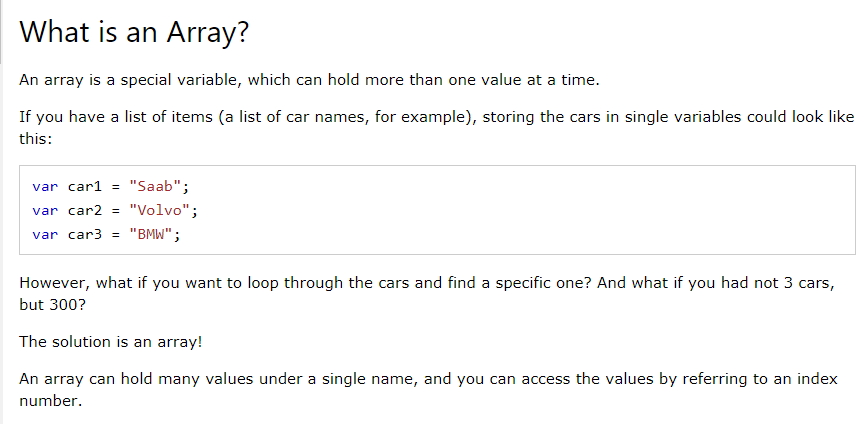 What is an Array?
An array is a special variable, which can hold more than one value at a time.
If you have a list of items (a list of car names, for example), storing the cars in single variables could look like
this:
var car1 = "Saab";
var car2 = "Volvo";
var car3 = "BMW";
However, what if you want to loop through the cars and find a specific one? And what if you had not 3 cars,
but 300?
The solution is an array!
An array can hold many values under a single name, and you can access the values by referring to an index
number.